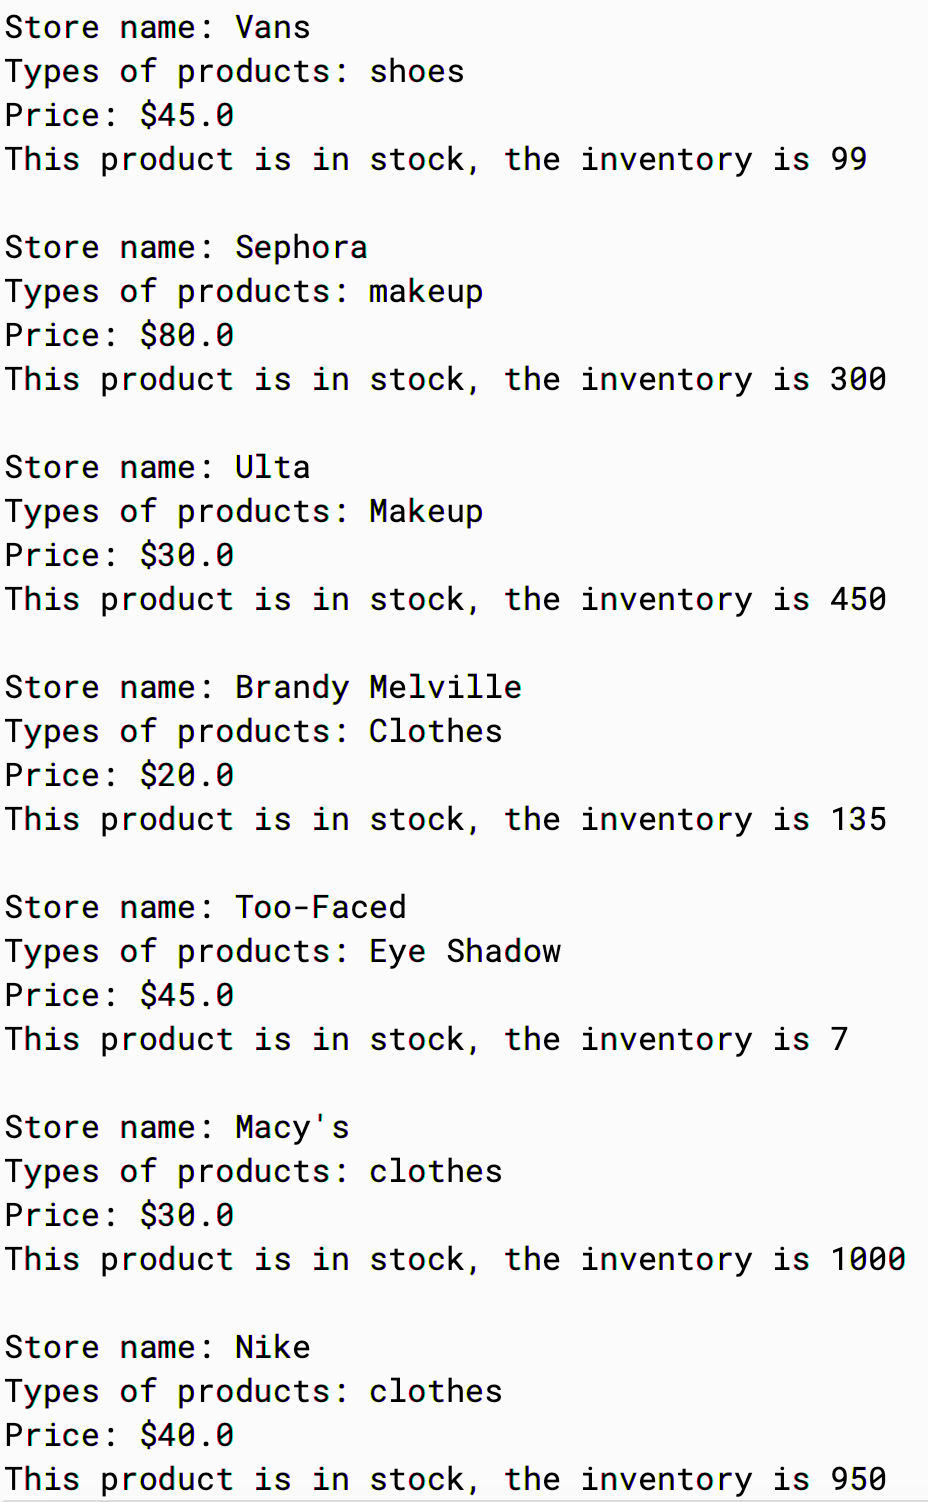 Store name: Vans
Types of products: shoes
Price: $45.0
This product is in stock, the inventory is 99
Store name: Sephora
Types of products: makeup
Price: $80.0
This product is in stock, the inventory is 300
Store name: Ulta
Types of products: Makeup
Price: $30.0
This product is in stock, the inventory is 450
Store name: Brandy Melville
Types of products: Clothes
Price: $20.0
This product is in stock, the inventory is 135
Store name: Too-Faced
Types of products: Eye Shadow
Price: $45.0
This product is in stock, the inventory is 7
Store name: Macy's
Types of products: clothes
Price: $30.0
This product is in stock, the inventory is 1000
Store name: Nike
Types of products: clothes
Price: $40.0
This product is in stock, the inventory is 950